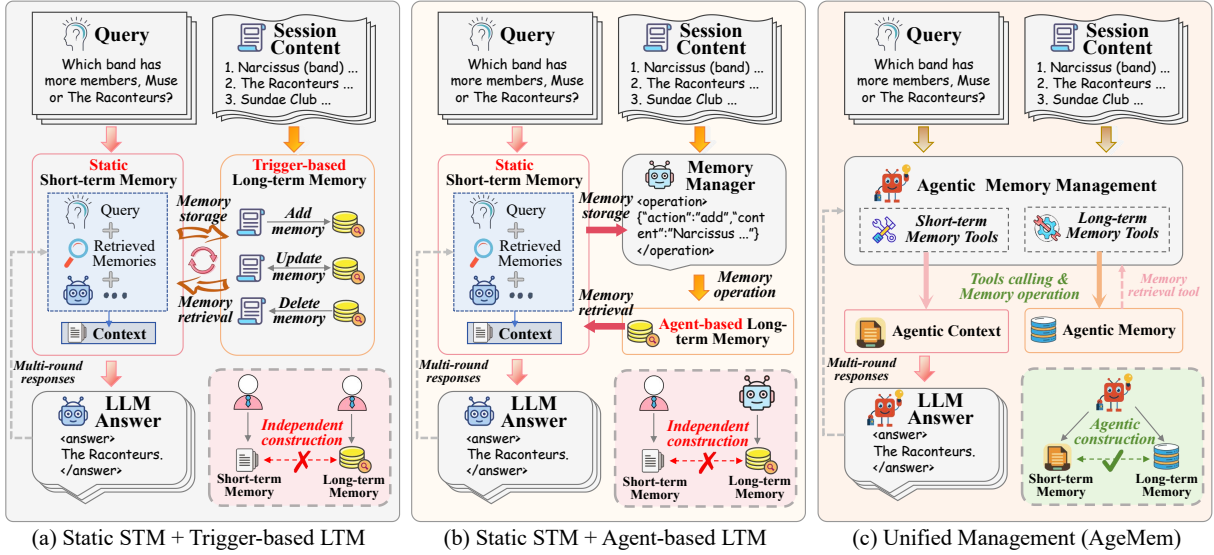 Query
Which band has
more members, Muse
or The Raconteurs?
Session
Content
1. Narcissus (band) ...
2. The Raconteurs ...
3. Sundae Club ...
Static
Short-term Memory
Query
+
Retrieved
Memories
+
+ ...
Context
Memory
storage
Memory
retrieval
Trigger-based
Long-term Memory
Add
memory
Update
memory
Delete
memory
Multi-round
responses
LLM
Answer
<answer>
The Raconteurs.
</answer>
Independent
construction
Short-term
Memory
Long-term
Memory
(a) Static STM + Trigger-based LTM
Query
Which band has
more members, Muse
or The Raconteurs?
Session
Content
1. Narcissus (band) ...
2. The Raconteurs ...
3. Sundae Club ...
Static
Short-term Memory
Query
+
Retrieved
Memories
+
+ ...
Context
Memory
storage
Memory
Manager
<operation>
{"action":"add","cont
ent":"Narcissus ..."}
</operation>
Memory
operation
Memory
retrieval
Agent-based Long-
term Memory
Multi-round
responses
LLM
Answer
<answer>
The Raconteurs.
</answer>
Independent
construction
Short-term
Memory
Long-term
Memory
(b) Static STM + Agent-based LTM
Query
Which band has
more members, Muse
or The Raconteurs?
Session
Content
1. Narcissus (band) ...
2. The Raconteurs ...
3. Sundae Club ...
Agentic Memory Management
Short-term
Memory Tools
Long-term
Memory Tools
Tools calling &
Memory operation
Memory
retrieval tool
Agentic Context
Agentic Memory
Multi-round
responses
LLM
Answer
<answer>
The Raconteurs.
</answer>
Agentic
construction
Short-term
Memory
Long-term
Memory
(c) Unified Management (AgeMem)